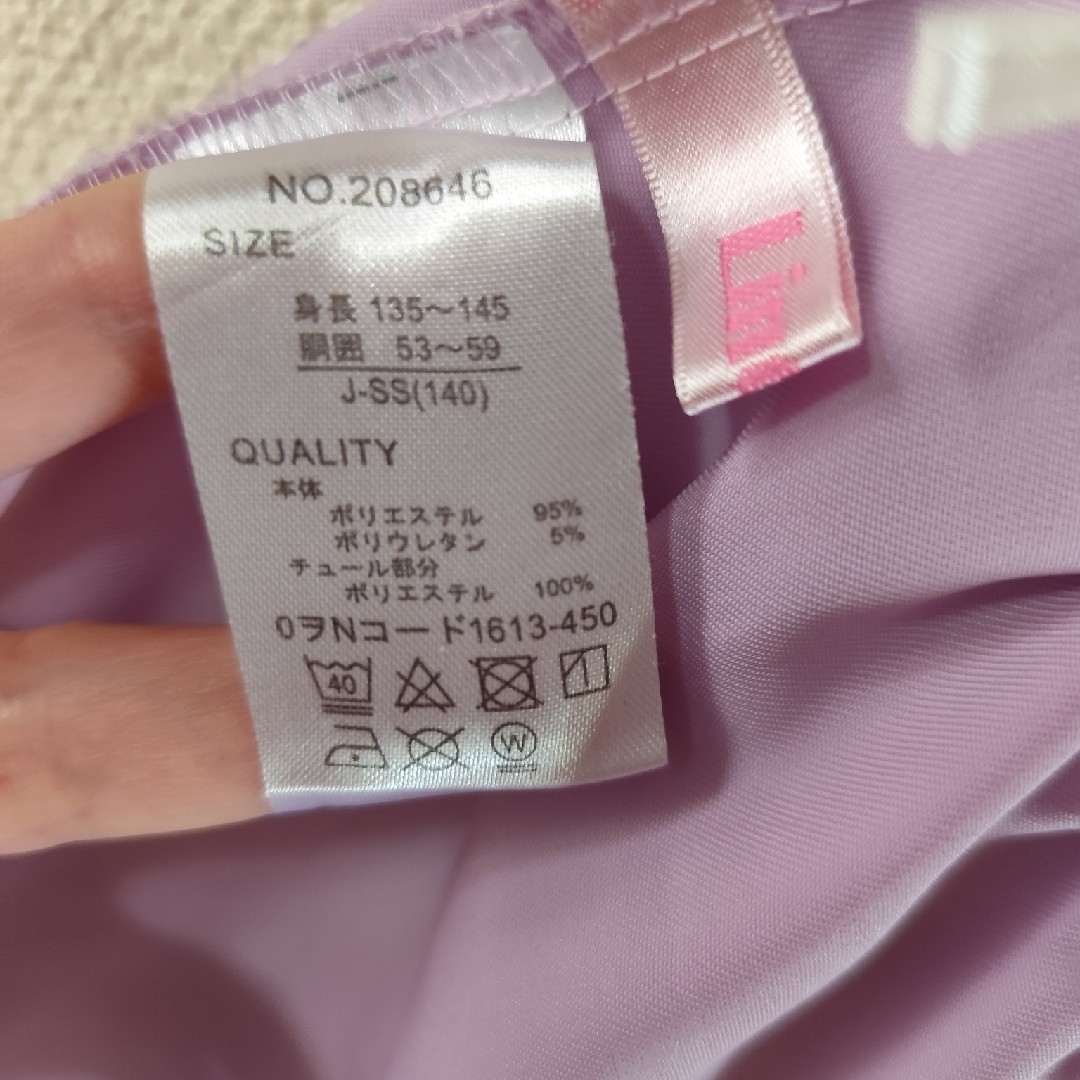 NO.208646
SIZE
身長 135～145
胴囲 53～59
J-SS(140)
QUALITY
本体
ポリエステル 95%
ポリウレタン 5%
チュール部分
ポリエステル 100%
0ヲNコード1613-450
40
W